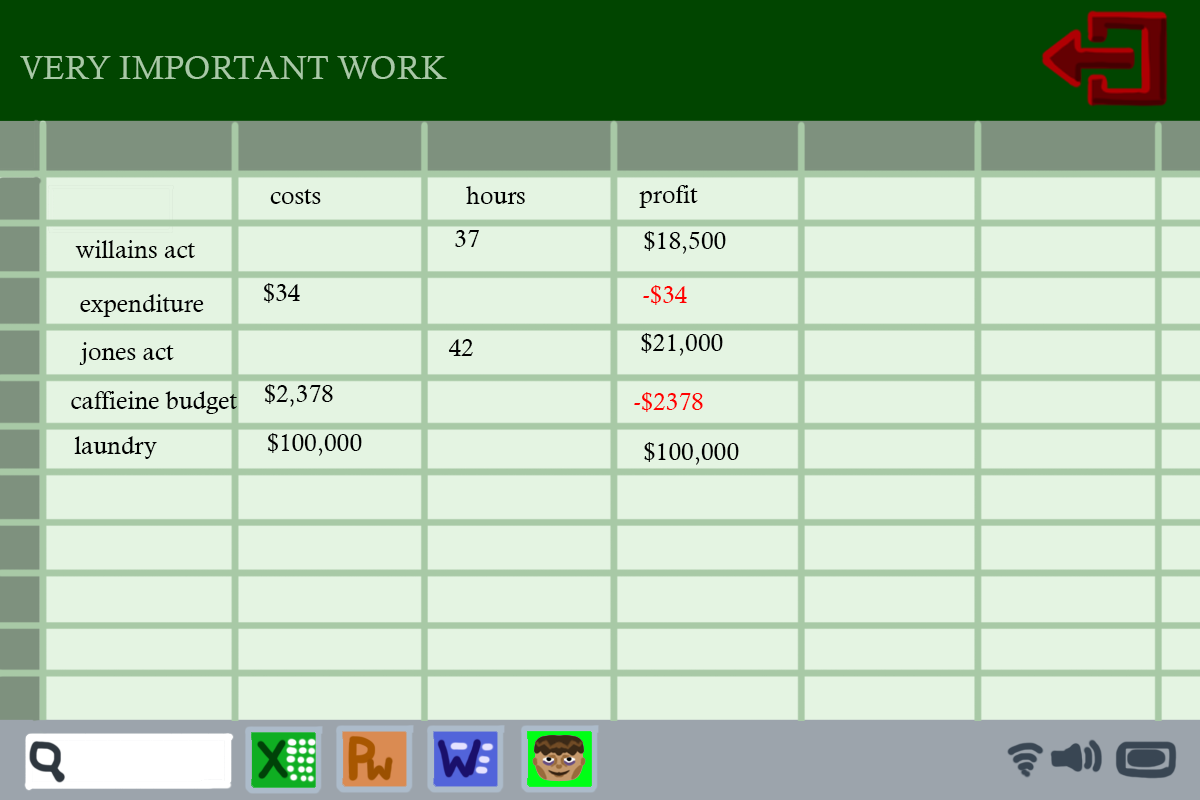 VERY IMPORTANT WORK
costs hours profit
willains act 37 $18,500
expenditure $34 -$34
jones act 42 $21,000
caffieine budget $2,378 -$2378
laundry $100,000 $100,000
X Pw W